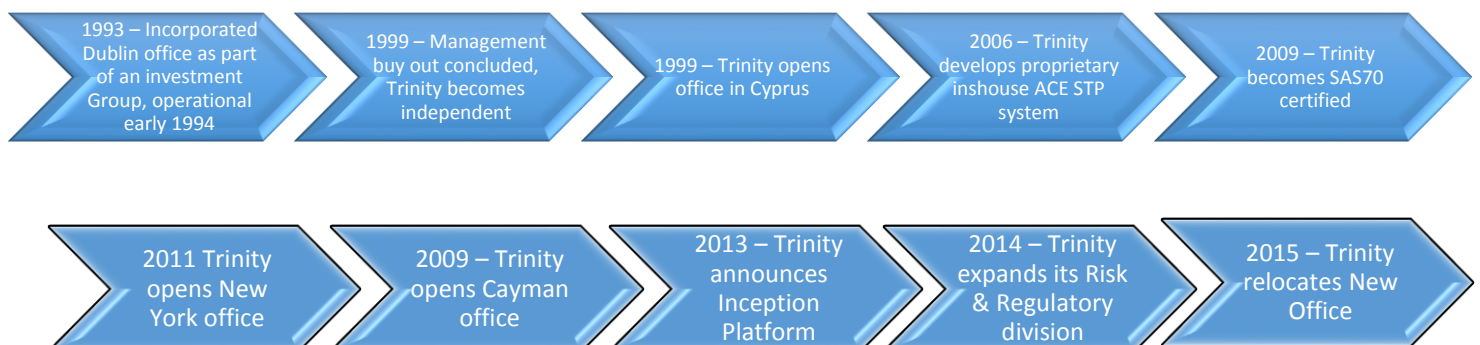 1993 – Incorporated
Dublin office as part
of an investment
Group, operational
early 1994
1999 – Management
buy out concluded,
Trinity becomes
independent
1999 – Trinity opens
office in Cyprus
2006 – Trinity
develops proprietary
inshouse ACE STP
system
2009 – Trinity
becomes SAS70
certified
2011 Trinity
opens New
York office
2009 – Trinity
opens Cayman
office
2013 – Trinity
announces
Inception
Platform
2014 – Trinity
expands its Risk
& Regulatory
division
2015 – Trinity
relocates New
Office